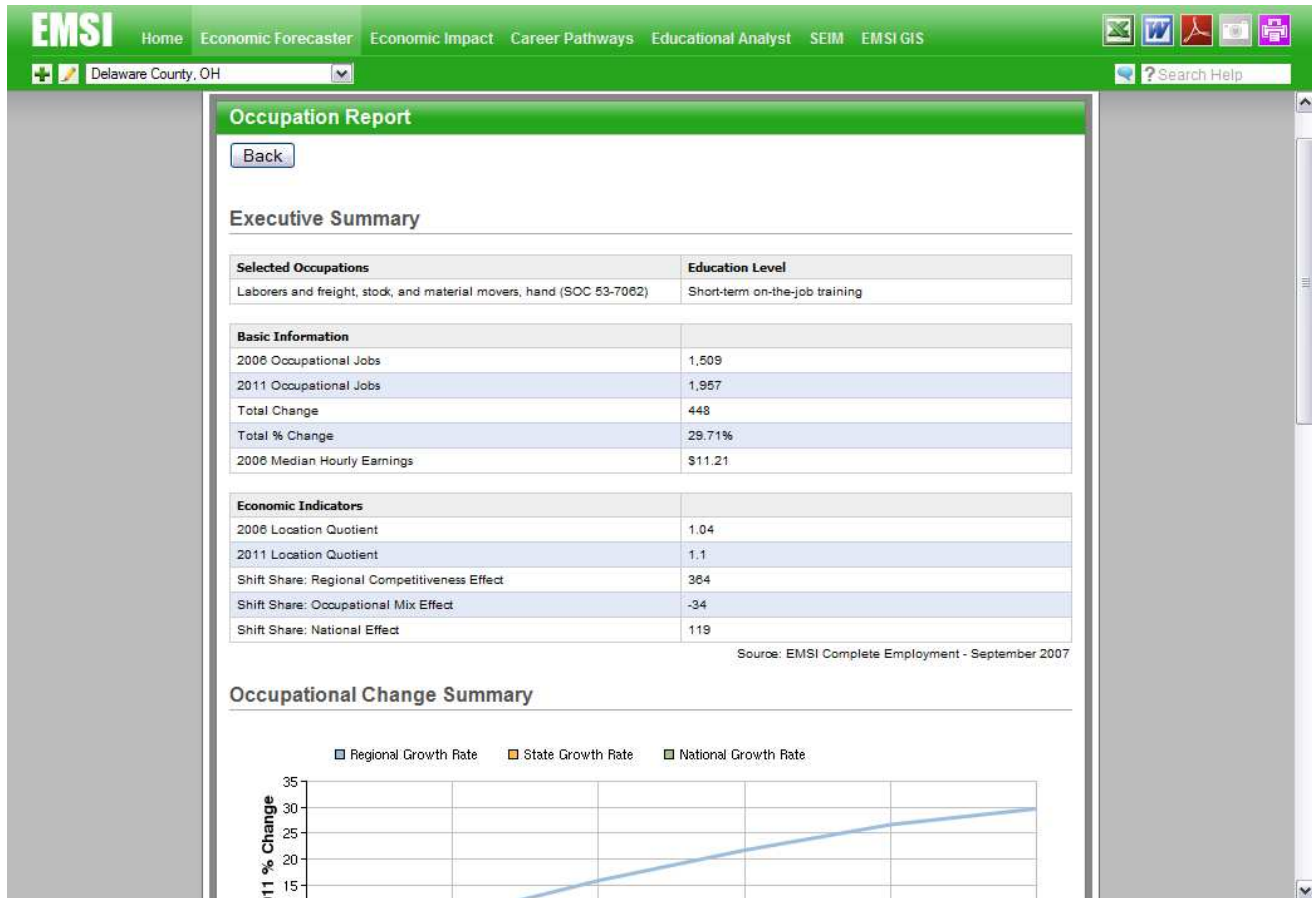 EMSI
Home Economic Forecaster Economic Impact Career Pathways Educational Analyst SEIM EMSI GIS
Delaware County, OH
? Search Help
Occupation Report
Back
Executive Summary
Selected Occupations Education Level
Laborers and freight, stock, and material movers, hand (SOC 53-7062) Short-term on-the-job training
Basic Information
2006 Occupational Jobs 1,509
2011 Occupational Jobs 1,957
Total Change 448
Total % Change 29.71%
2006 Median Hourly Earnings $11.21
Economic Indicators
2006 Location Quotient 1.04
2011 Location Quotient 1.1
Shift Share: Regional Competitiveness Effect 364
Shift Share: Occupational Mix Effect -34
Shift Share: National Effect 119
Source: EMSI Complete Employment - September 2007
Occupational Change Summary
Regional Growth Rate State Growth Rate National Growth Rate
35
30
25
20
15
11 % Change